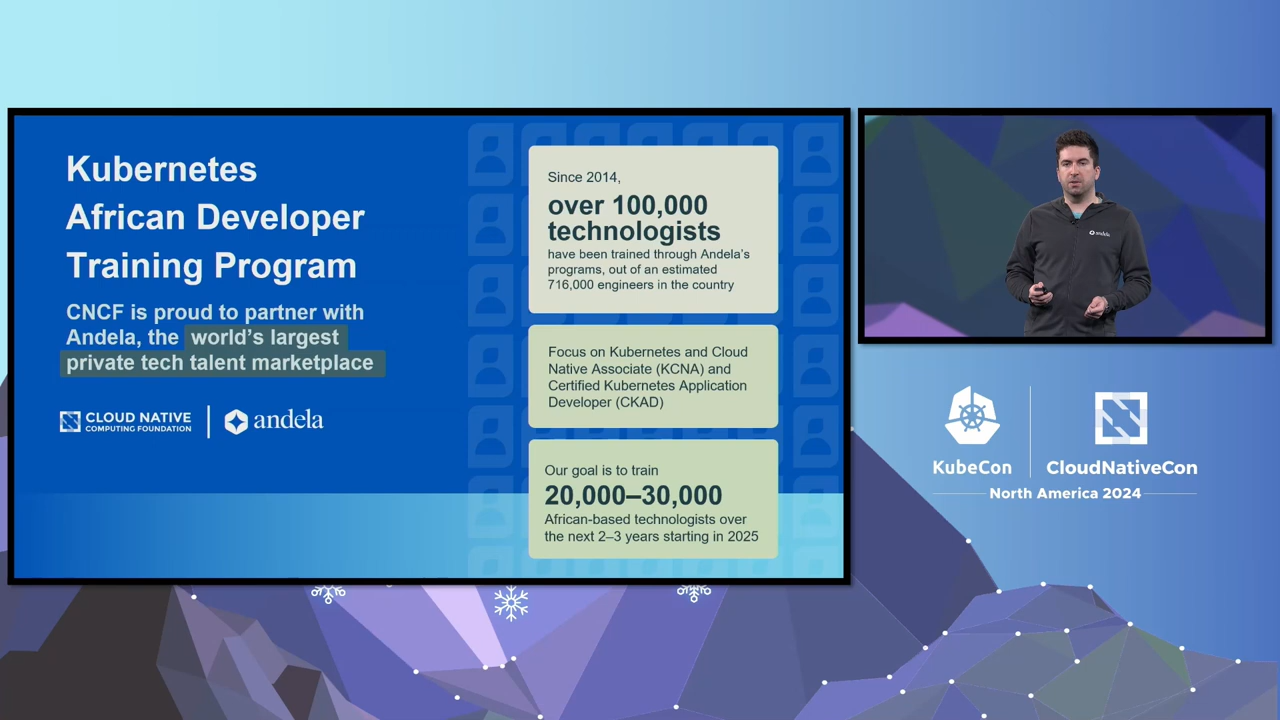 Kubernetes
African Developer
Training Program
CNCF is proud to partner with
Andela, the world's largest
private tech talent marketplace
CLOUD NATIVE
COMPUTING FOUNDATION
andela
Since 2014,
over 100,000
technologists
have been trained through Andela's
programs, out of an estimated
716,000 engineers in the country
Focus on Kubernetes and Cloud
Native Associate (KCNA) and
Certified Kubernetes Application
Developer (CKAD)
Our goal is to train
20,000–30,000
African-based technologists over
the next 2–3 years starting in 2025
andela
KubeCon
CloudNativeCon
North America 2024